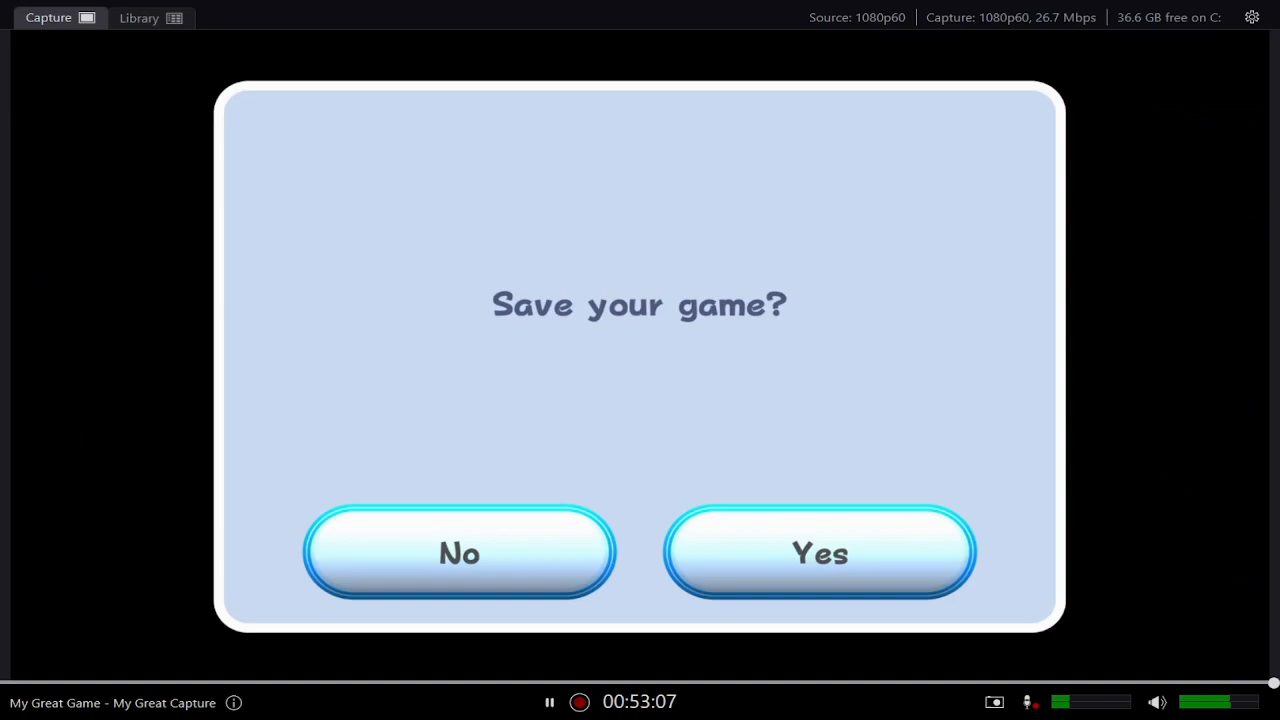 Capture Library Source: 1080p60 Capture: 1080p60, 26.7 Mbps 36.6 GB free on C:
Save your game?
No Yes
My Great Game - My Great Capture 00:53:07